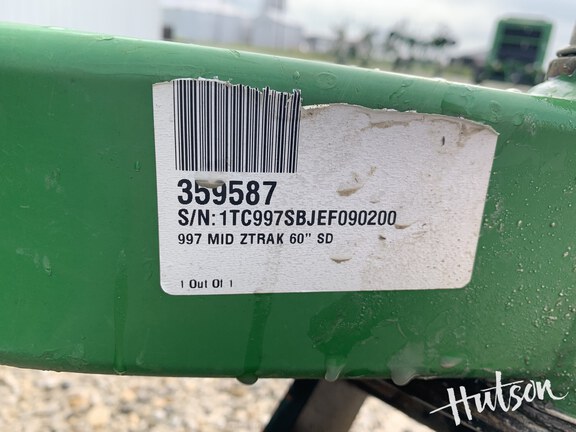 359587
S/N:1TC997SBJEF090200
997 MID ZTRAK 60" SD
1 Out Of 1
Hutson